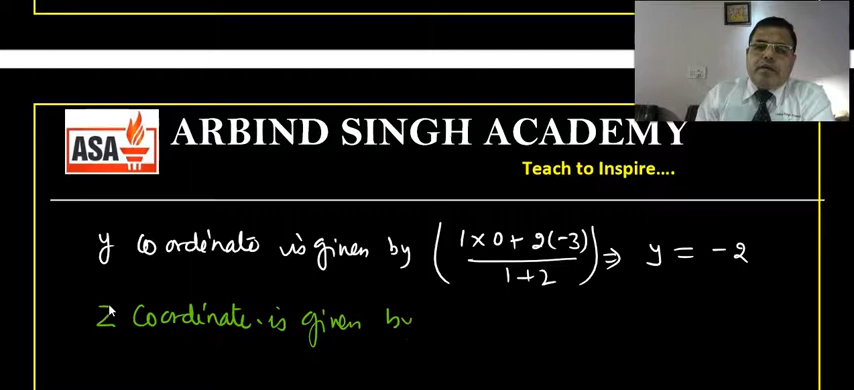 ASA
ARBIND SINGH ACADEMY
Teach to Inspire....
y coordinate is given by (1×0+2(-3)/1+2) ⇒ y = -2
Z Coordinate is given by